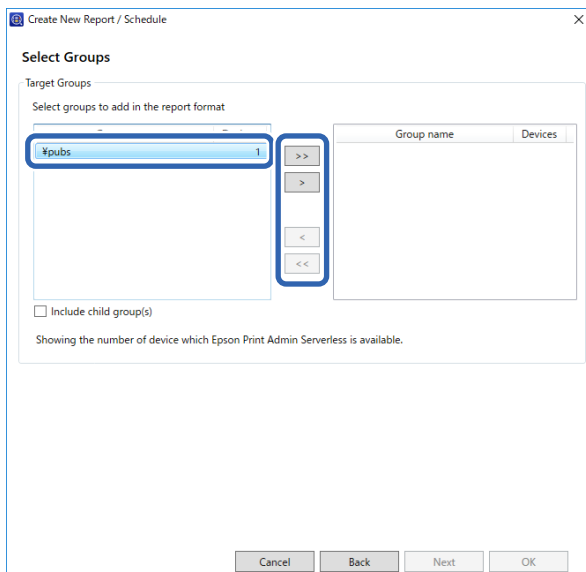 Create New Report / Schedule
Select Groups
Target Groups
Select groups to add in the report format
Group name Devices
¥pubs 1
>>
>
<
<<
Include child group(s)
Showing the number of device which Epson Print Admin Serverless is available.
Cancel Back Next OK